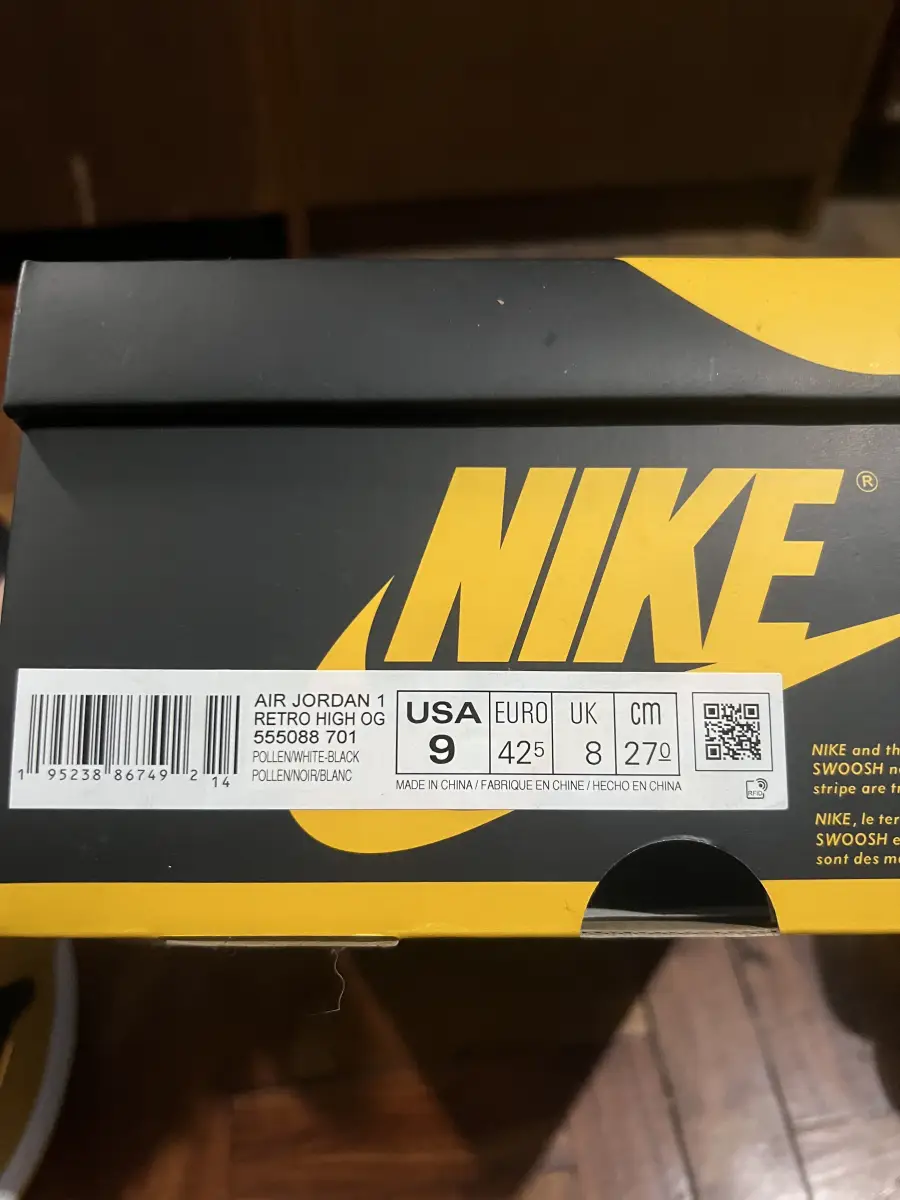 NIKE®
AIR JORDAN 1
RETRO HIGH OG
555088 701
POLLEN/WHITE-BLACK
POLLEN/NOIR/BLANC
1 95238 86749 2 14
USA EURO UK cm
9 42⁵ 8 27⁰
MADE IN CHINA / FABRIQUE EN CHINE / HECHO EN CHINA
RFID
NIKE and th
SWOOSH
stripe are
NIKE, le ter
SWOOSH
sont des